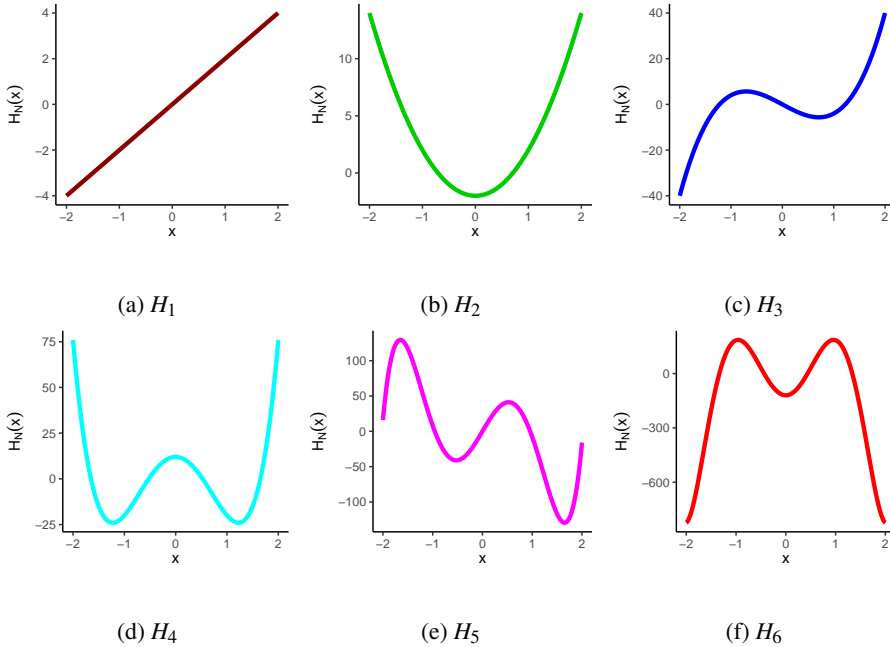 4
2
0
−2
−4
H_N(x)
−2 −1 0 1 2
x
(a) H_1
10
5
0
H_N(x)
−2 −1 0 1 2
x
(b) H_2
40
20
0
−20
−40
H_N(x)
−2 −1 0 1 2
x
(c) H_3
75
50
25
0
−25
H_N(x)
−2 −1 0 1 2
x
(d) H_4
100
50
0
−50
−100
H_N(x)
−2 −1 0 1 2
x
(e) H_5
0
−300
−600
H_N(x)
−2 −1 0 1 2
x
(f) H_6